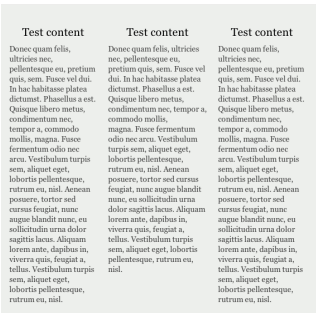 Test content
Donec quam felis,
ultricies nec,
pellentesque eu, pretium
quis, sem. Fusce vel dui.
In hac habitasse platea
dictumst. Phasellus a est.
Quisque libero metus,
condimentum nec,
tempor a, commodo
mollis, magna. Fusce
fermentum odio nec
arcu. Vestibulum turpis
sem, aliquet eget,
lobortis pellentesque,
rutrum eu, nisl. Aenean
posuere, tortor sed
cursus feugiat, nunc
augue blandit nunc, eu
sollicitudin urna dolor
sagittis lacus. Aliquam
lorem ante, dapibus in,
viverra quis, feugiat a,
tellus. Vestibulum turpis
sem, aliquet eget,
lobortis pellentesque,
rutrum eu, nisl.
Test content
Donec quam felis, ultricies
nec, pellentesque eu, pretium
quis, sem. Fusce vel dui. In
hac habitasse platea
dictumst. Phasellus a est.
Quisque libero metus,
condimentum nec, tempor a,
commodo mollis,
magna. Fusce fermentum
odio nec arcu. Vestibulum
turpis sem, aliquet eget,
lobortis pellentesque,
rutrum eu, nisl. Aenean
posuere, tortor sed cursus
feugiat, nunc augue blandit
nunc, eu sollicitudin urna
dolor sagittis lacus. Aliquam
lorem ante, dapibus in,
viverra quis, feugiat a,
tellus. Vestibulum turpis
sem, aliquet eget, lobortis
pellentesque, rutrum eu,
nisl.
Test content
Donec quam felis,
ultricies nec,
pellentesque eu, pretium
quis, sem. Fusce vel dui.
In hac habitasse platea
dictumst. Phasellus a est.
Quisque libero metus,
condimentum nec,
tempor a, commodo
mollis, magna. Fusce
fermentum odio nec
arcu. Vestibulum turpis
sem, aliquet eget,
lobortis pellentesque,
rutrum eu, nisl. Aenean
posuere, tortor sed
cursus feugiat, nunc
augue blandit nunc, eu
sollicitudin urna dolor
sagittis lacus. Aliquam
lorem ante, dapibus in,
viverra quis, feugiat a,
tellus. Vestibulum turpis
sem, aliquet eget,
lobortis pellentesque,
rutrum eu, nisl.